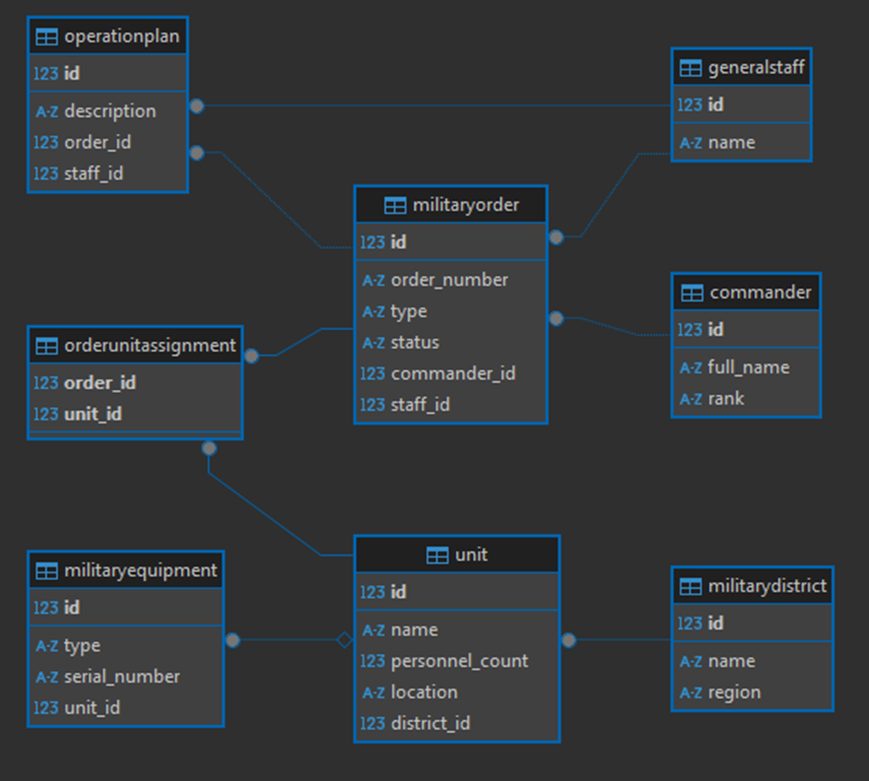 operationplan
123 id
A-Z description
123 order_id
123 staff_id
generalstaff
123 id
A-Z name
militaryorder
123 id
A-Z order_number
A-Z type
A-Z status
123 commander_id
123 staff_id
commander
123 id
A-Z full_name
A-Z rank
orderunitassignment
123 order_id
123 unit_id
militaryequipment
123 id
A-Z type
A-Z serial_number
123 unit_id
unit
123 id
A-Z name
123 personnel_count
A-Z location
123 district_id
militarydistrict
123 id
A-Z name
A-Z region